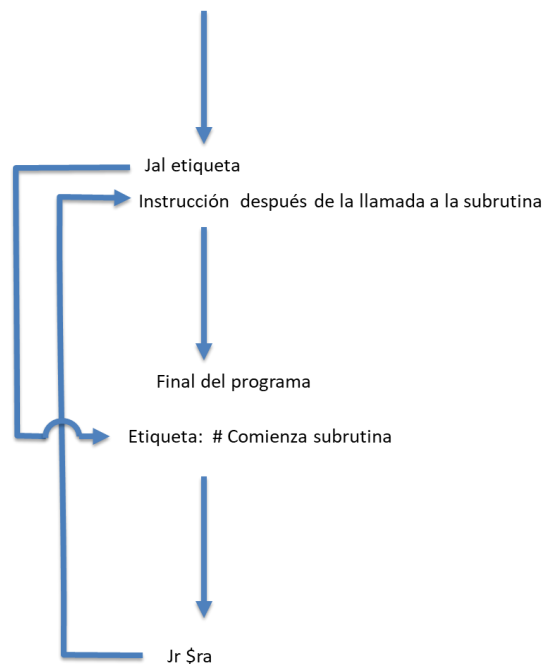 Jal etiqueta
Instrucción después de la llamada a la subrutina
Final del programa
Etiqueta: # Comienza subrutina
Jr $ra